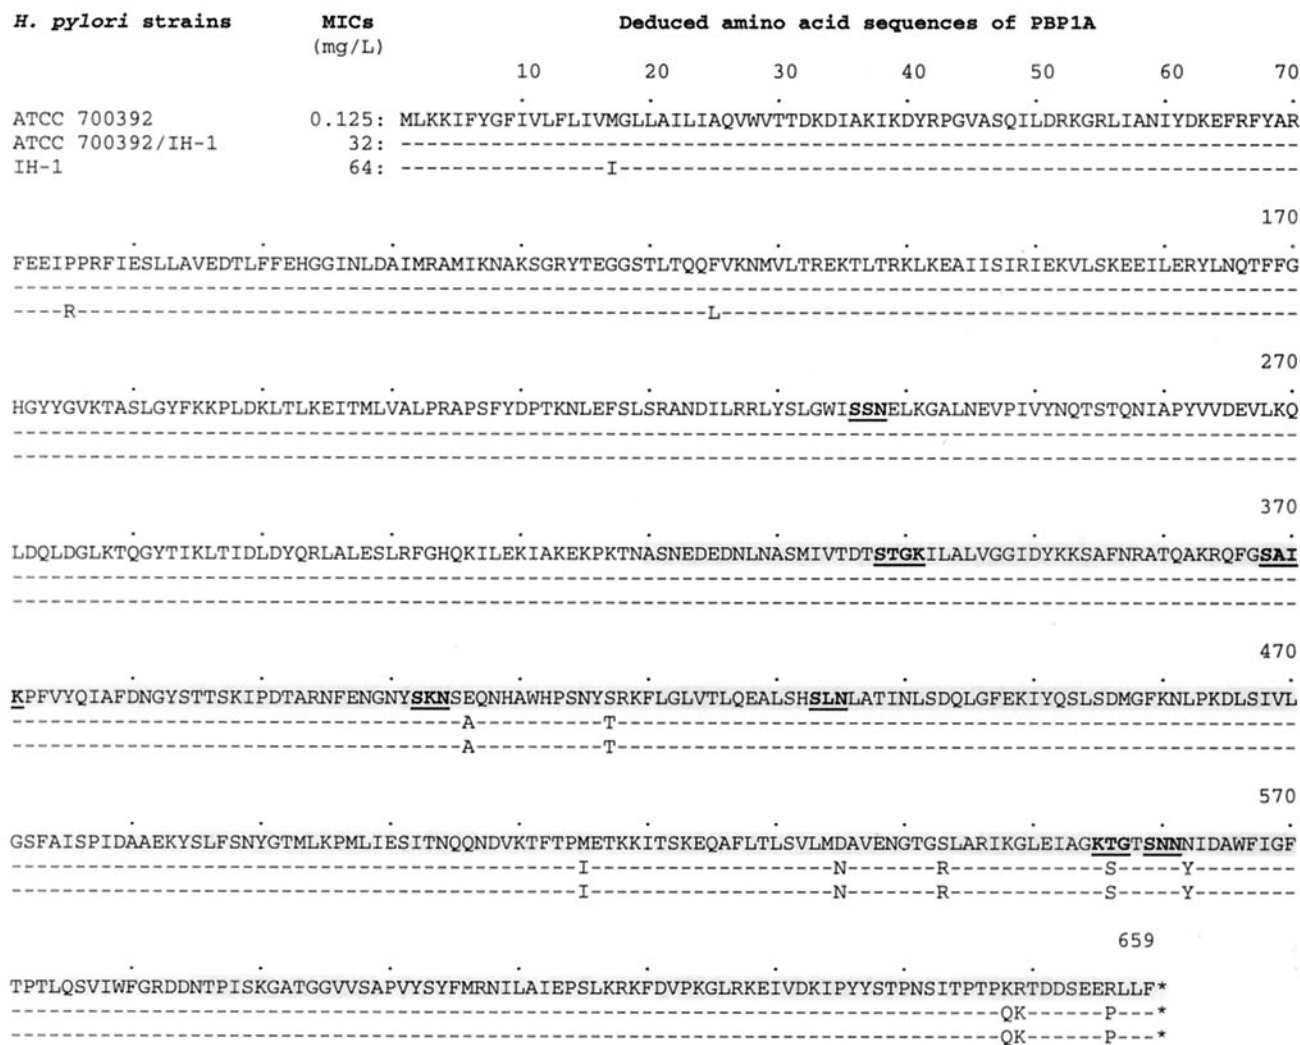 H. pylori strains MICs Deduced amino acid sequences of PBP1A
(mg/L)
10 20 30 40 50 60 70
ATCC 700392 0.125: MLKKIFYGFIVLFLIVMGLLAILIAQVWVTTDKDIAKIKDYRPGVASQILDRKGRLIANIYDKEFRFYAR
ATCC 700392/IH-1 32: ----------------------------------------------------------------------
IH-1 64: ----------------I-----------------------------------------------------
170
FEEIPPRFIESLLAVEDTLFFEHGGINLDAIMRAMIKNAKSGRYTEGGSTLTQQFVKNMVLTREKTLTRKLKEAIISIRIEKVLSKEEILERYLNQTFFG
----------------------------------------------------------------------------------------------------
----R-------------------------------------------------L---------------------------------------------
270
HGYYGVKTASLGYFKKPLDKLTLKEITMLVALPRAPSFYDPTKNLEFSLSRANDILRRLYSLGWISSNELKGALNEVPIVYNQTSTQNIAPYVVDEVLKQ
----------------------------------------------------------------------------------------------------
----------------------------------------------------------------------------------------------------
370
LDQLDGLKTQGYTIKLTIDLDYQRLALESLRFGHQKILEKIAKEKPKTNASNEDEDNLNASMIVTDTSTGKILALVGGIDYKKSAFNRATQAKRQFGSAI
----------------------------------------------------------------------------------------------------
----------------------------------------------------------------------------------------------------
470
KPFVYQIAFDNGYSTTSKIPDTARNFENGNYSKNSEQNHAWHPSNYSRKFLGLVTLQEALSHSLNLATINLSDQLGFEKIYQSLSDMGFKNLPKDLSIVL
-----------------------------------A----------T-----------------------------------------------------
-----------------------------------A----------T-----------------------------------------------------
570
GSFAISPIDAAEKYSLFSNYGTMLKPMLIESITNQQNDVKTFTPMETKKITSKEQAFLTLSVLMDAVENGTGSLARIKGLEIAGKTGTSNNNIDAWFIGF
--------------------------------------------I-------------------N-------R------------S-----Y--------
--------------------------------------------I-------------------N-------R------------S-----Y--------
659
TPTLQSVIWFGRDDNTPISKGATGGVVSAPVYSYFMRNILAIEPSLKRKFDVPKGLRKEIVDKIPYYSTPNSITPTPKRTDDSEERLLF*
-----------------------------------------------------------------------------QK------P---*
-----------------------------------------------------------------------------QK------P---*